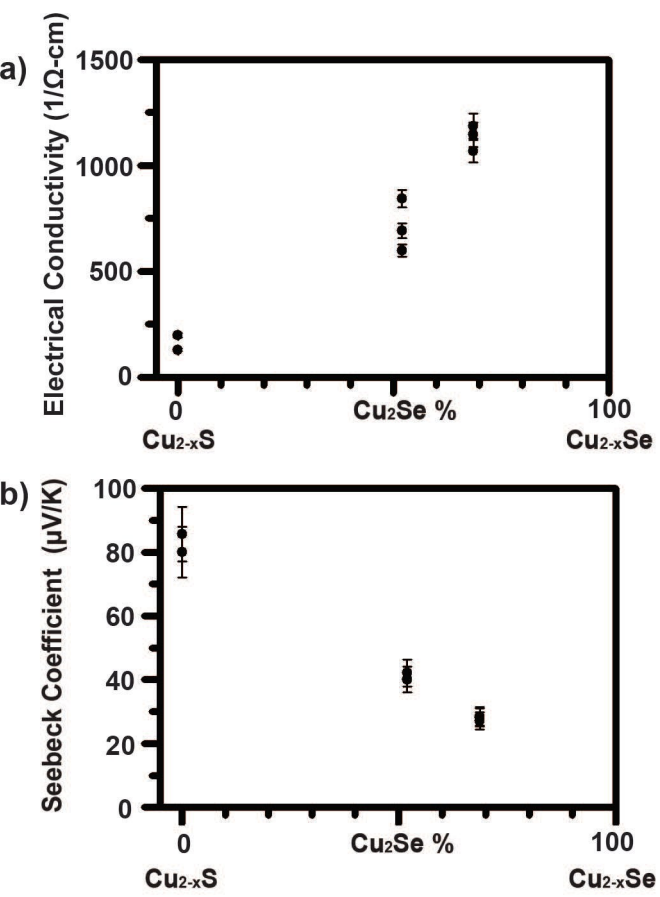 a)
Electrical Conductivity (1/Ω-cm)
1500
1000
500
0
0
Cu₂Se %
100
Cu₂₋ₓS
Cu₂₋ₓSe
b)
Seebeck Coefficient (μV/K)
100
80
60
40
20
0
0
Cu₂Se %
100
Cu₂₋ₓS
Cu₂₋ₓSe